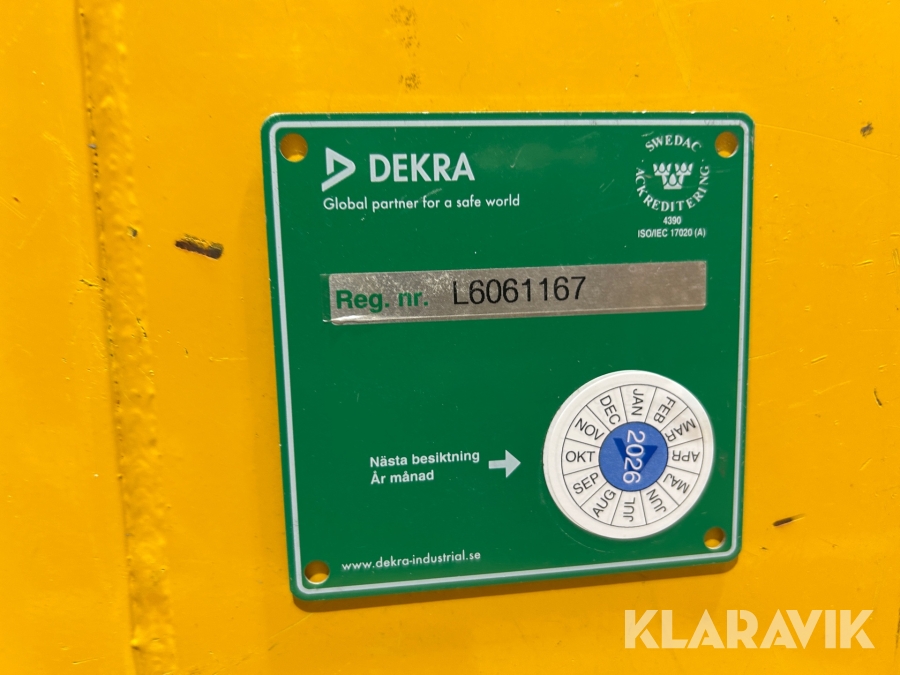 DEKRA
Global partner for a safe world
SWEDAC
ACKREDITERING
4390
ISO/IEC 17020 (A)
Reg. nr. L6061167
Nästa besiktning
År månad
JAN
FEB
MAR
APR
MAJ
JUN
JUL
AUG
SEP
OKT
NOV
DEC
2026
www.dekra-industrial.se
KLARAVIK